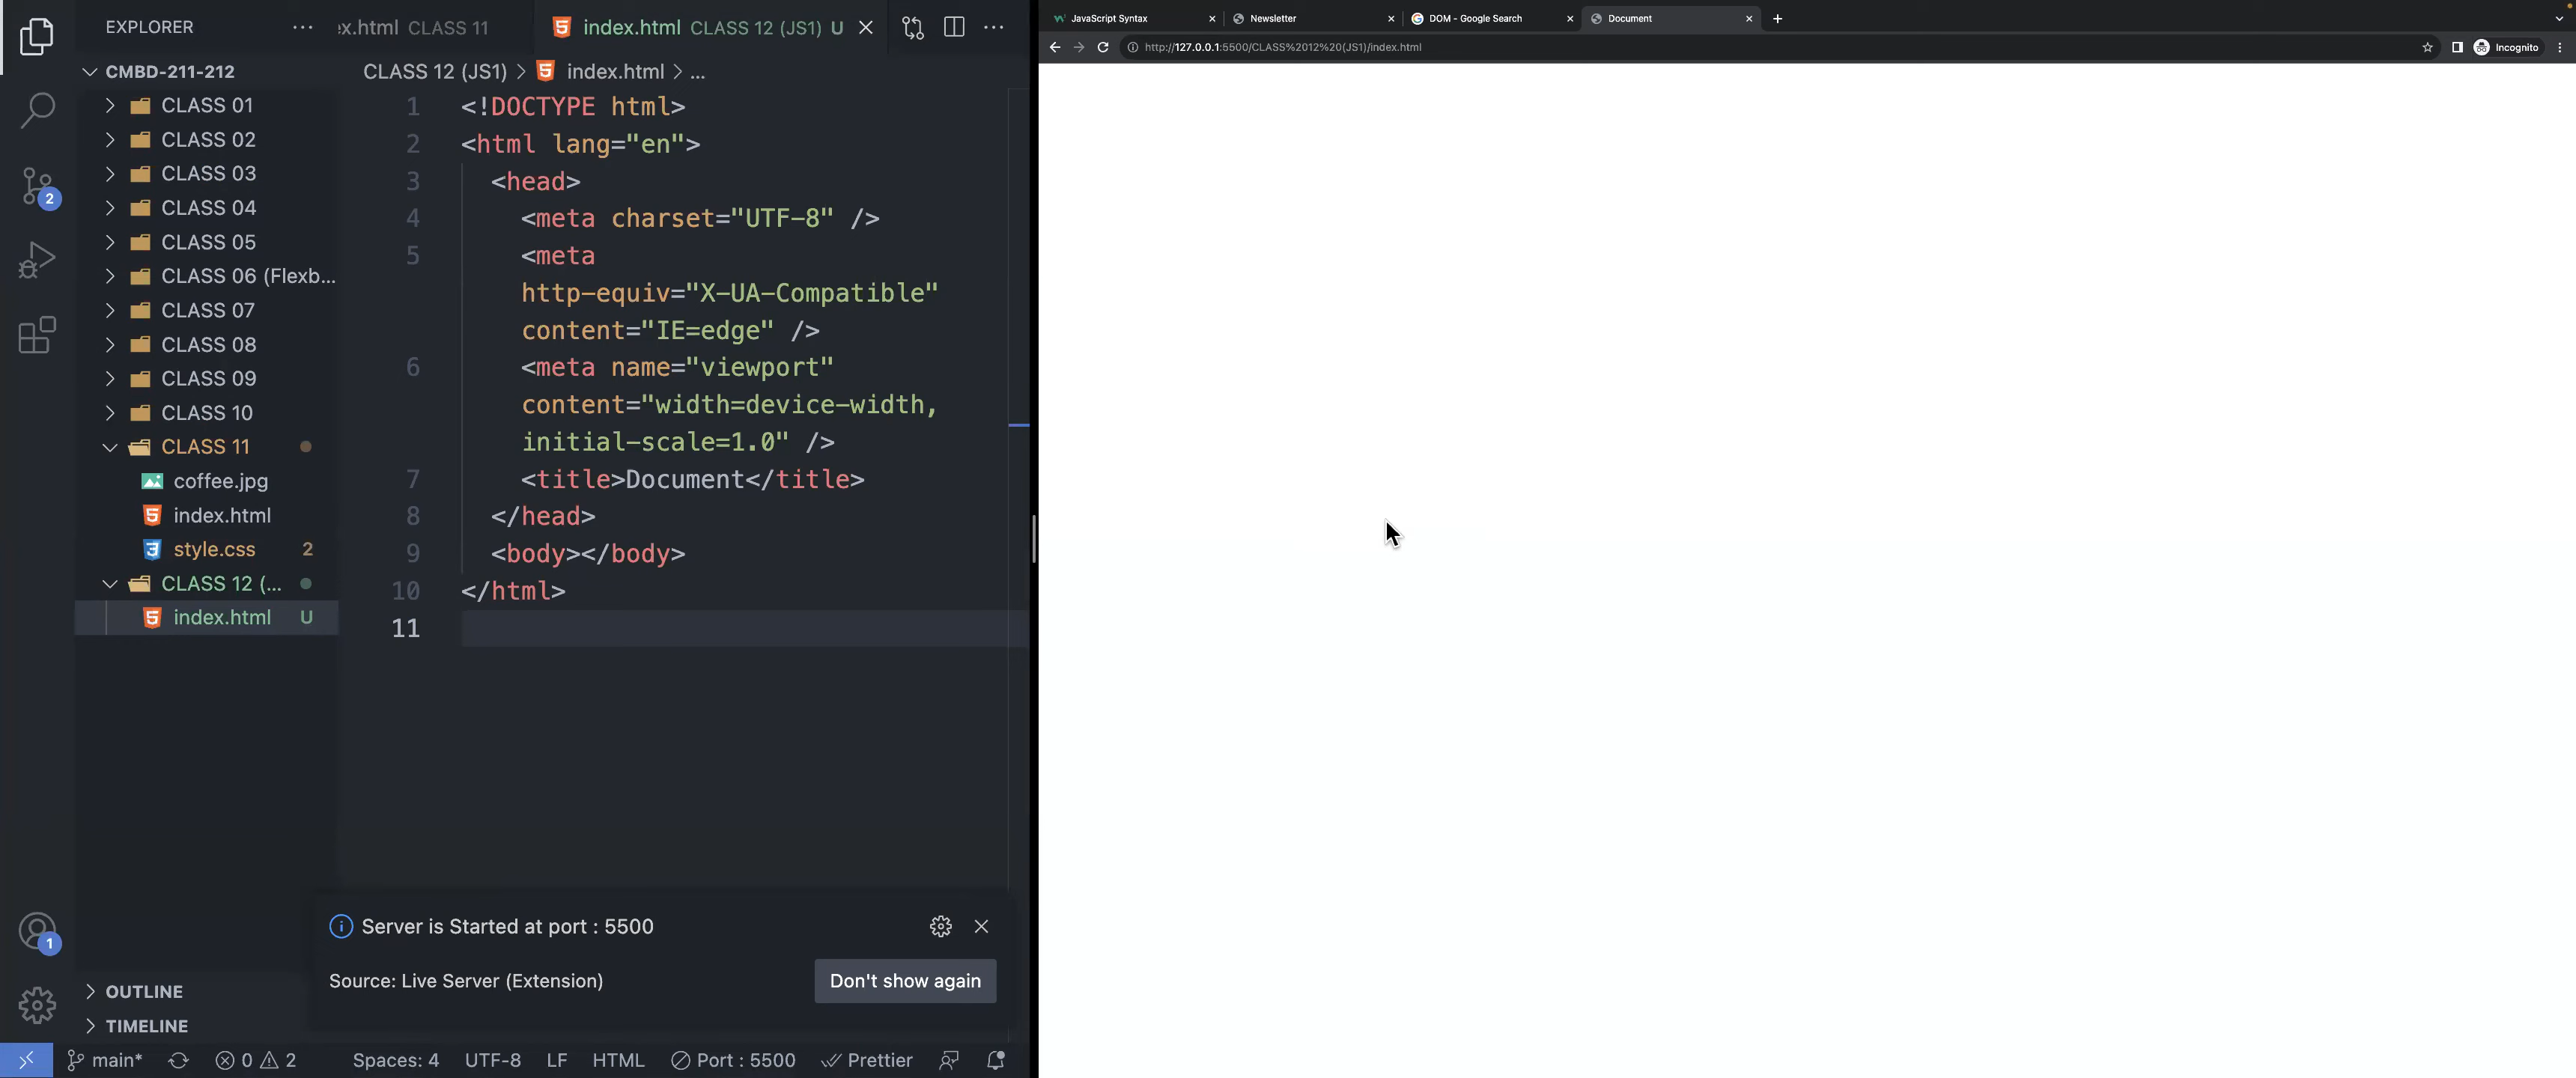 EXPLORER
CMBD-211-212
CLASS 01
CLASS 02
CLASS 03
CLASS 04
CLASS 05
CLASS 06 (Flexb...
CLASS 07
CLASS 08
CLASS 09
CLASS 10
CLASS 11
coffee.jpg
index.html
style.css 2
CLASS 12 (...
index.html U
OUTLINE
TIMELINE
2
1
x.html CLASS 11
index.html CLASS 12 (JS1) U
CLASS 12 (JS1) > index.html > ...
1 <!DOCTYPE html>
2 <html lang="en">
3 <head>
4 <meta charset="UTF-8" />
5 <meta
http-equiv="X-UA-Compatible"
content="IE=edge" />
6 <meta name="viewport"
content="width=device-width,
initial-scale=1.0" />
7 <title>Document</title>
8 </head>
9 <body></body>
10 </html>
11
Server is Started at port : 5500
Source: Live Server (Extension)
Don't show again
main* 0 2 Spaces: 4 UTF-8 LF HTML Port : 5500 Prettier
JavaScript Syntax
Newsletter
DOM - Google Search
Document
http://127.0.0.1:5500/CLASS%2012%20(JS1)/index.html
Incognito